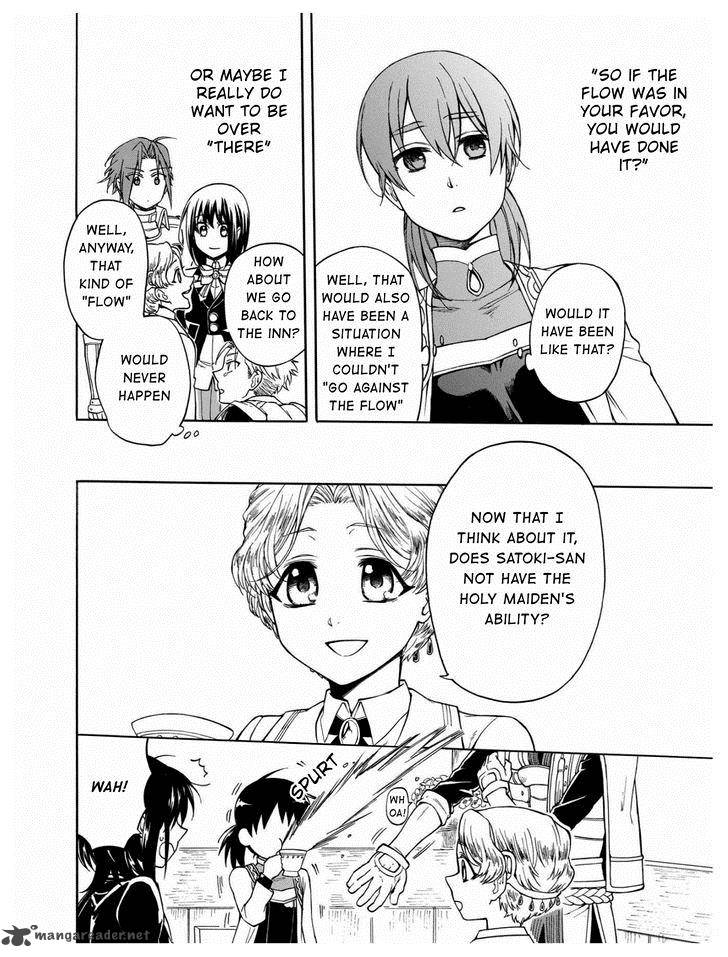 "SO IF THE
FLOW WAS IN
YOUR FAVOR,
YOU WOULD
HAVE DONE
IT?"
WOULD IT
HAVE BEEN
LIKE THAT?
WELL, THAT
WOULD ALSO
HAVE BEEN A
SITUATION
WHERE I
COULDN'T
"GO AGAINST
THE FLOW"
OR MAYBE I
REALLY DO
WANT TO BE
OVER
"THERE"
HOW
ABOUT
WE GO
BACK TO
THE INN?
WELL,
ANYWAY,
THAT
KIND OF
"FLOW"
WOULD
NEVER
HAPPEN
NOW THAT I
THINK ABOUT IT,
DOES SATOKI-SAN
NOT HAVE THE
HOLY MAIDEN'S
ABILITY?
WH
OA!
SPURT
WAH!
mangareader.net